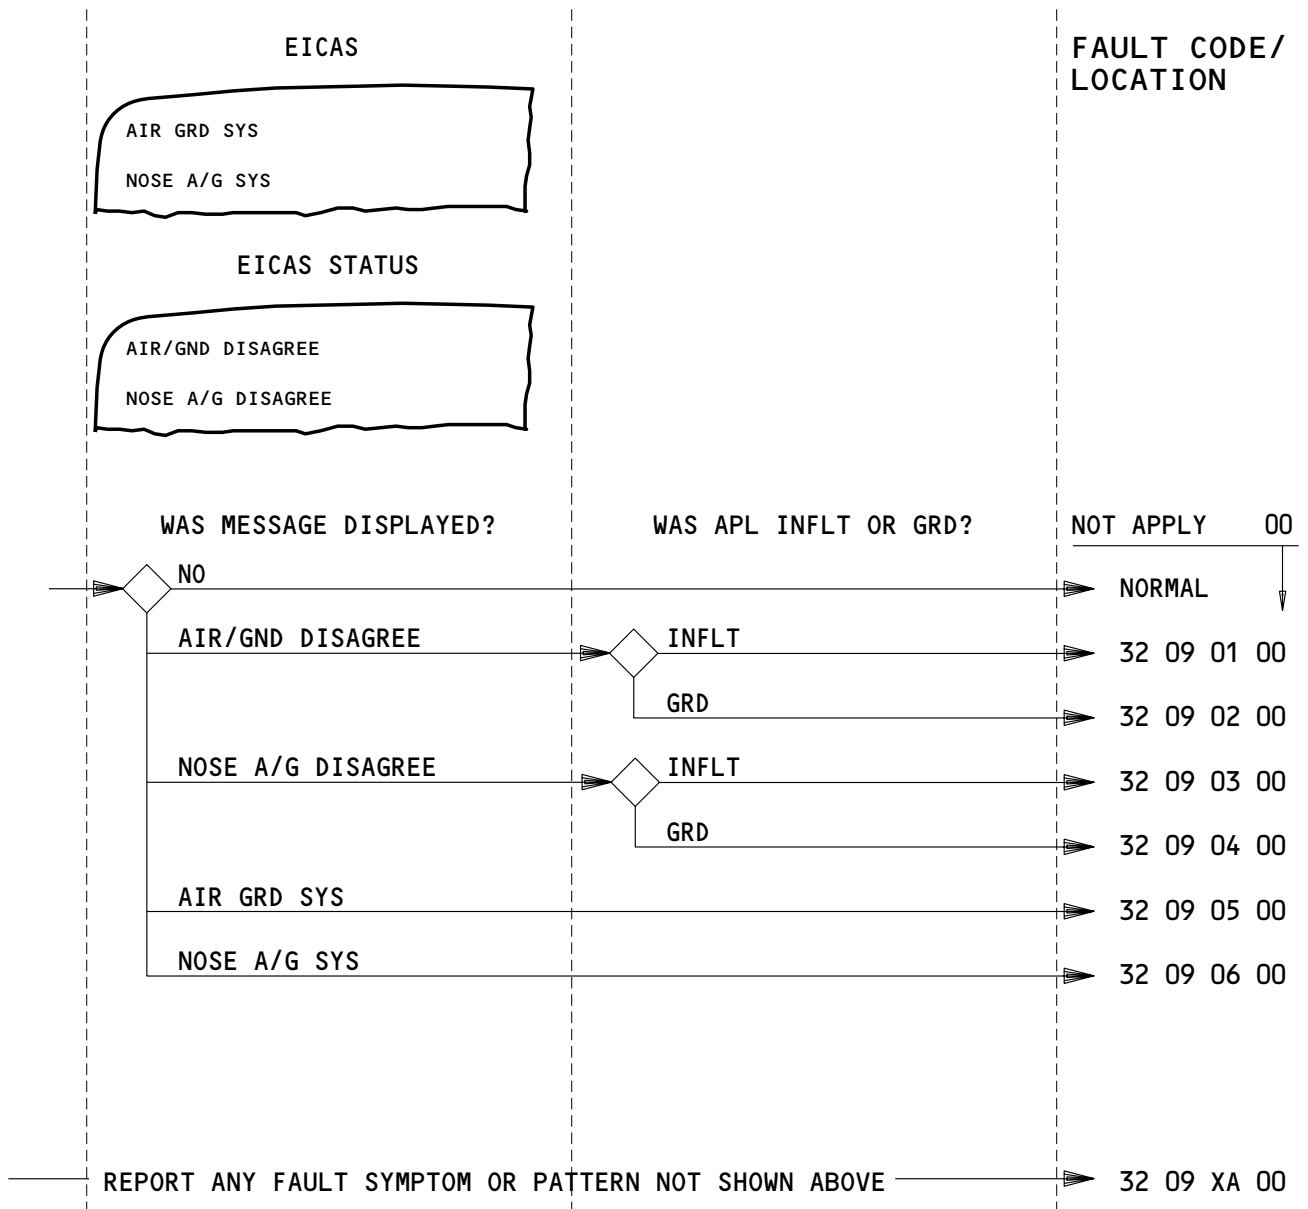 EICAS
FAULT CODE/
LOCATION
AIR GRD SYS
NOSE A/G SYS
EICAS STATUS
AIR/GND DISAGREE
NOSE A/G DISAGREE
WAS MESSAGE DISPLAYED? WAS APL INFLT OR GRD? NOT APPLY 00
NO NORMAL
AIR/GND DISAGREE INFLT 32 09 01 00
GRD 32 09 02 00
NOSE A/G DISAGREE INFLT 32 09 03 00
GRD 32 09 04 00
AIR GRD SYS 32 09 05 00
NOSE A/G SYS 32 09 06 00
REPORT ANY FAULT SYMPTOM OR PATTERN NOT SHOWN ABOVE 32 09 XA 00